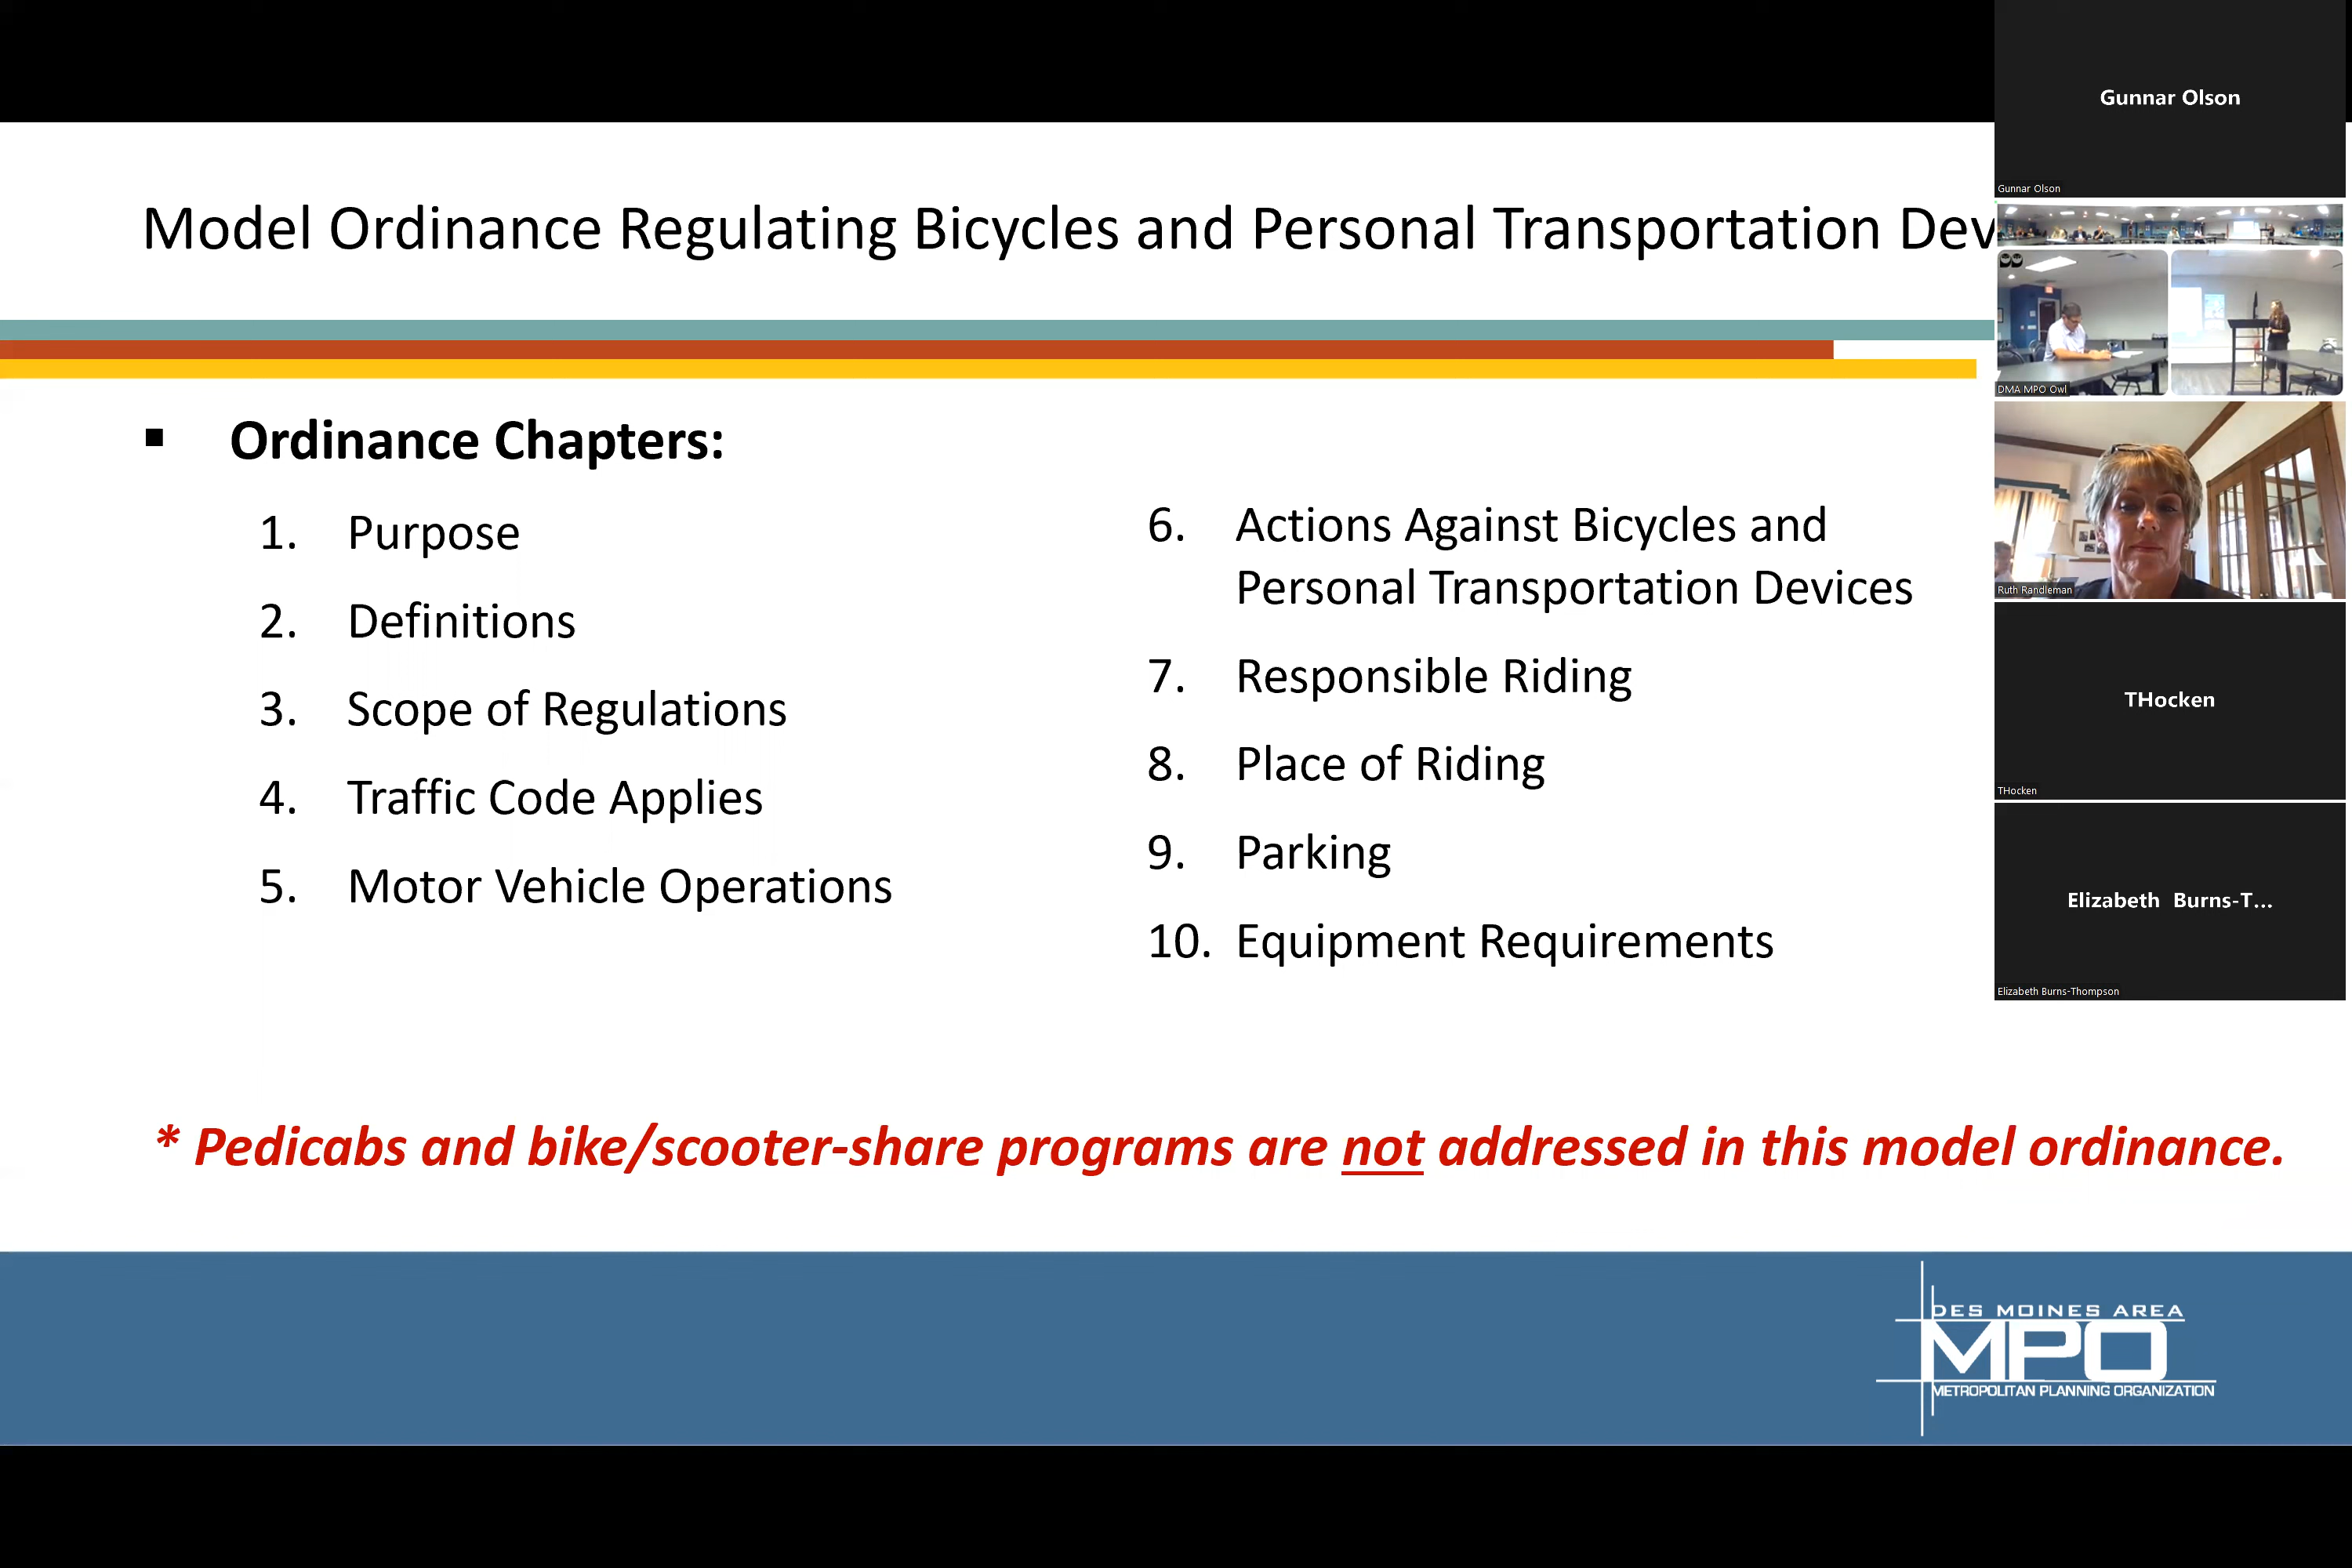 Model Ordinance Regulating Bicycles and Personal Transportation Dev
▪ Ordinance Chapters:
1. Purpose
2. Definitions
3. Scope of Regulations
4. Traffic Code Applies
5. Motor Vehicle Operations
6. Actions Against Bicycles and
Personal Transportation Devices
7. Responsible Riding
8. Place of Riding
9. Parking
10. Equipment Requirements
* Pedicabs and bike/scooter-share programs are not addressed in this model ordinance.
DES MOINES AREA
MPO
METROPOLITAN PLANNING ORGANIZATION
Gunnar Olson
Gunnar Olson
DMA MPO Owl
Ruth Randleman
THocken
THocken
Elizabeth Burns-T...
Elizabeth Burns-Thompson